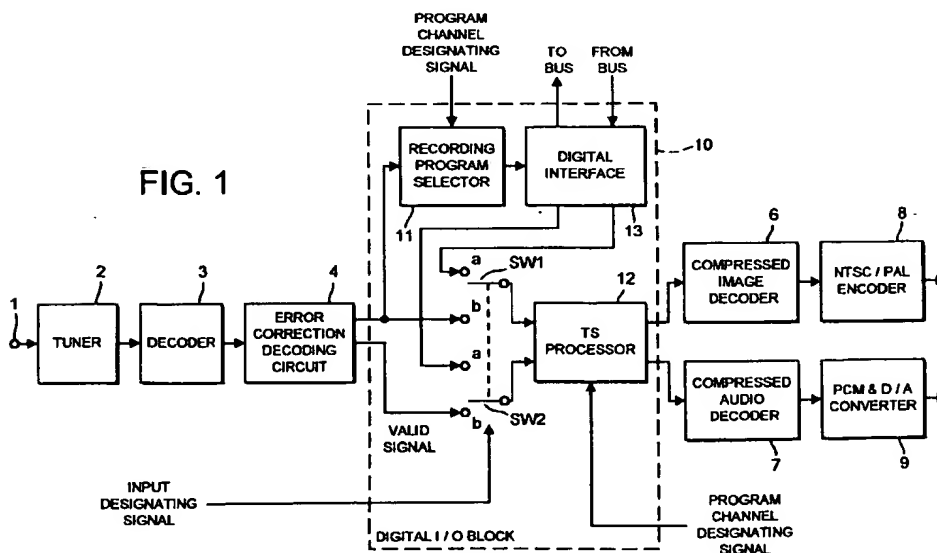 FIG. 1
PROGRAM
CHANNEL
DESIGNATING
SIGNAL
TO
BUS
FROM
BUS
10
RECORDING
PROGRAM
SELECTOR
11
DIGITAL
INTERFACE
13
1
2
TUNER
3
DECODER
4
ERROR
CORRECTION
DECODING
CIRCUIT
a
SW1
b
a
SW2
b
VALID
SIGNAL
12
TS
PROCESSOR
6
COMPRESSED
IMAGE
DECODER
8
NTSC / PAL
ENCODER
COMPRESSED
AUDIO
DECODER
7
PCM & D / A
CONVERTER
9
INPUT
DESIGNATING
SIGNAL
DIGITAL I / O BLOCK
PROGRAM
CHANNEL
DESIGNATING
SIGNAL